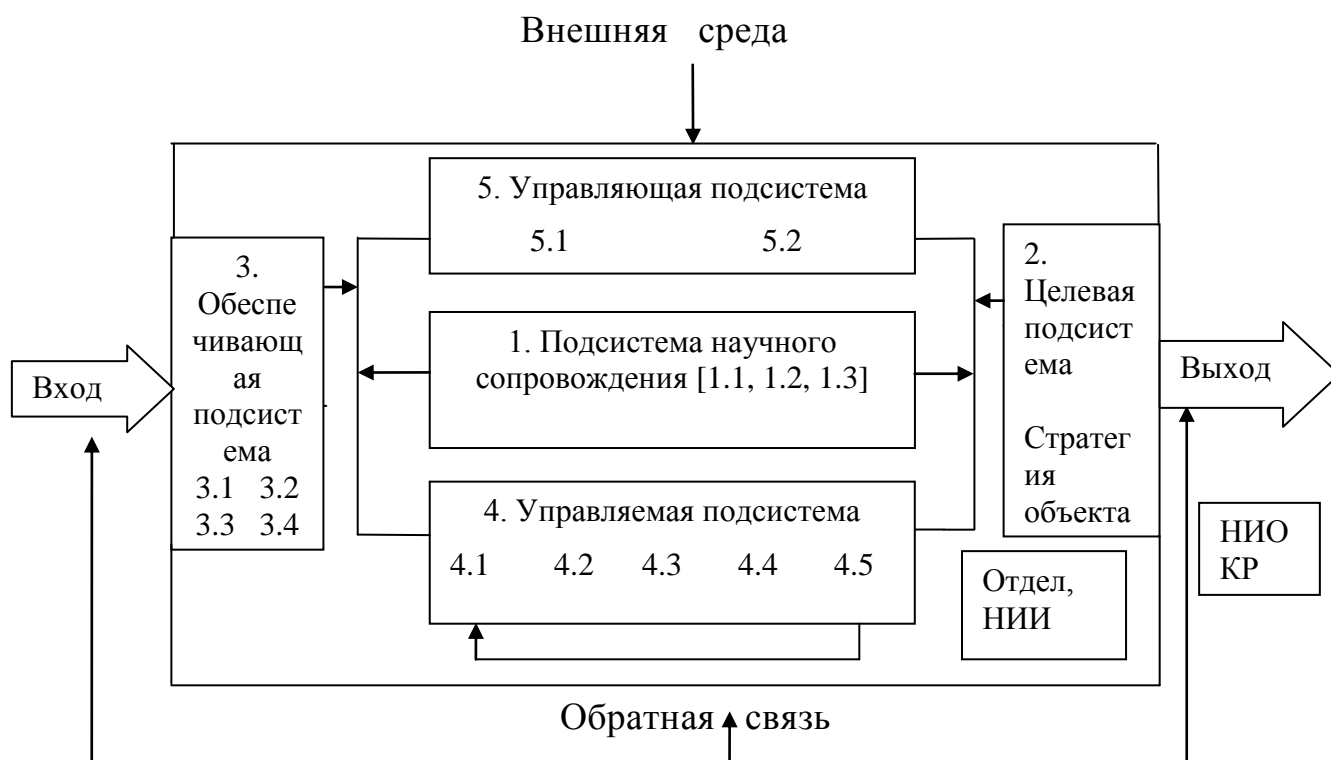 Внешняя среда
5. Управляющая подсистема
5.1 5.2
3.
Обеспе
чивающ
ая
подсист
ема
3.1 3.2
3.3 3.4
1. Подсистема научного
сопровождения [1.1, 1.2, 1.3]
2.
Целевая
подсист
ема
Стратег
ия
объекта
Вход
Выход
4. Управляемая подсистема
4.1 4.2 4.3 4.4 4.5
Отдел,
НИИ
НИО
КР
Обратная связь